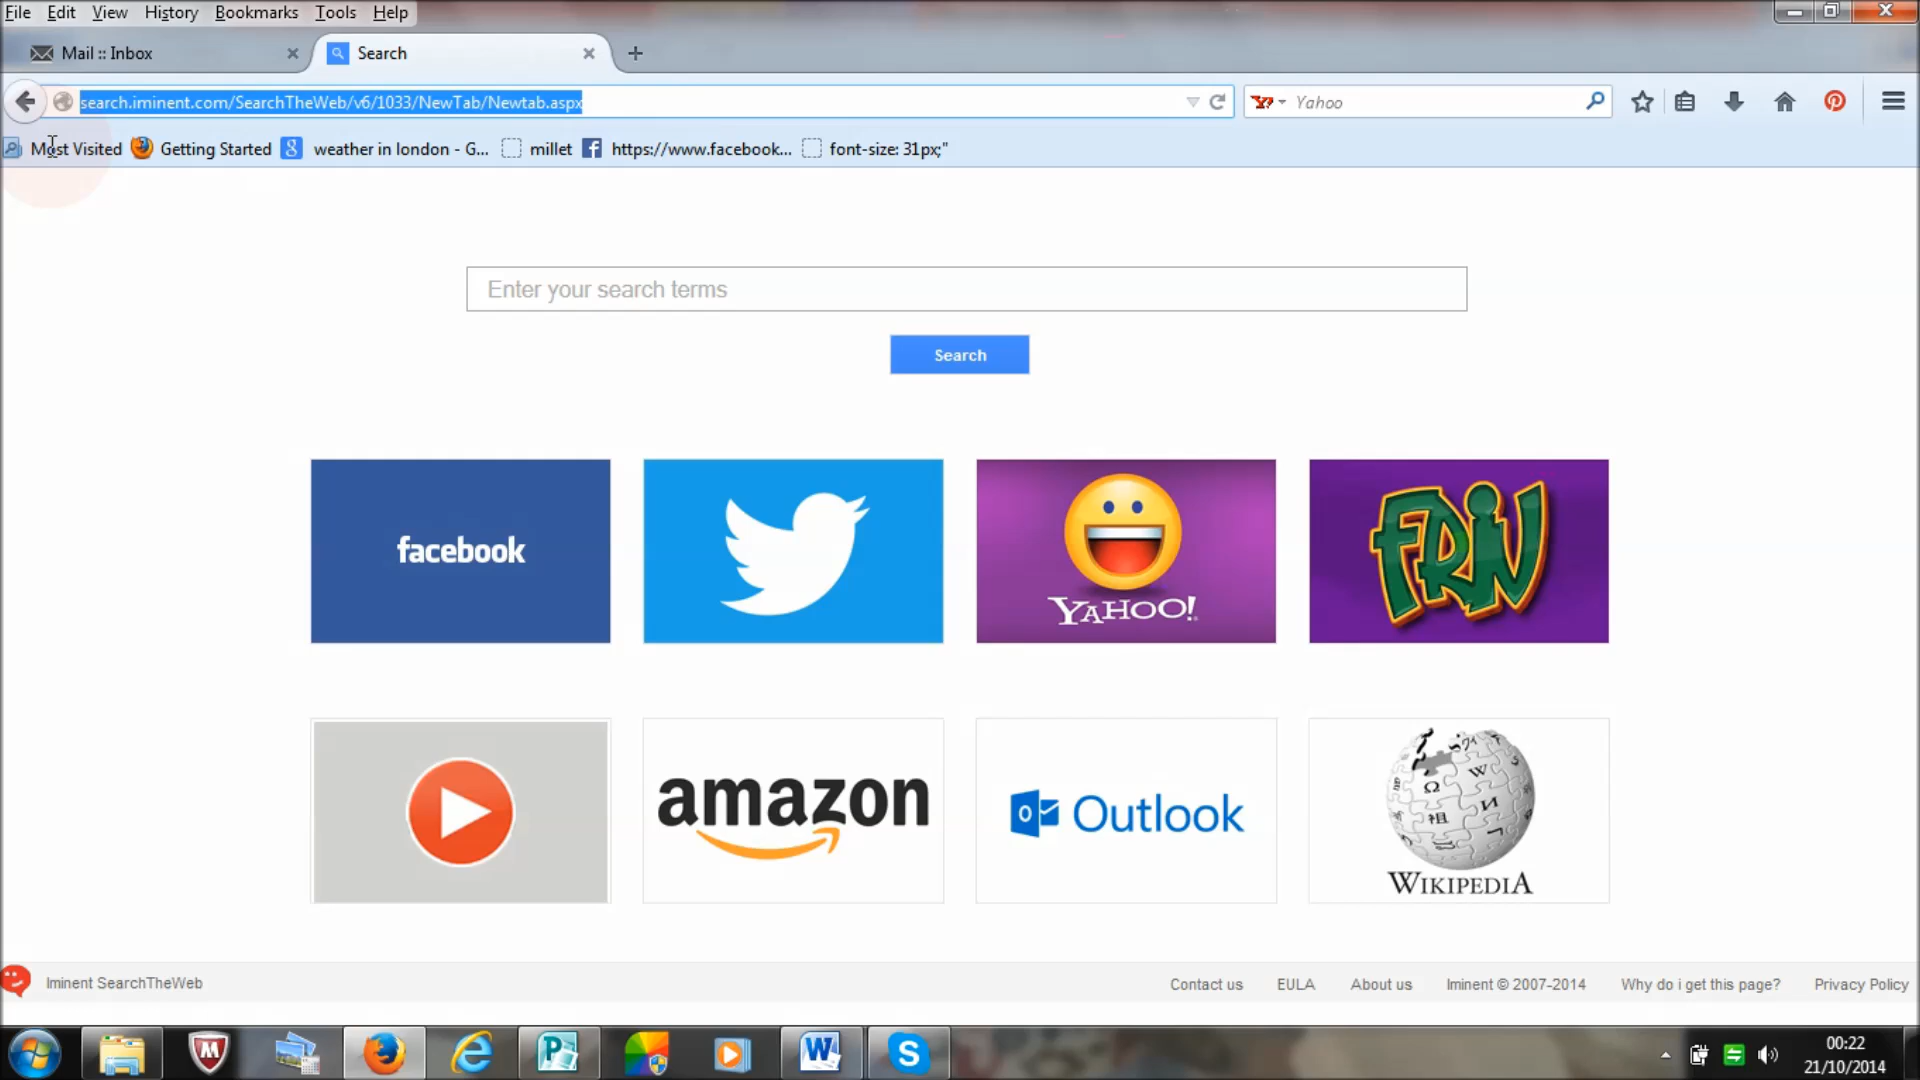 File Edit View History Bookmarks Tools Help
Mail :: Inbox
Search
search.iminent.com/SearchTheWeb/v6/1033/NewTab/Newtab.aspx
Yahoo
Most Visited
Getting Started
weather in london - G...
millet
https://www.facebook...
font-size: 31px;"
Enter your search terms
Search
facebook
YAHOO!
FRIV
amazon
Outlook
WIKIPEDIA
Iminent SearchTheWeb
Contact us
EULA
About us
Iminent © 2007-2014
Why do i get this page?
Privacy Policy
00:22
21/10/2014